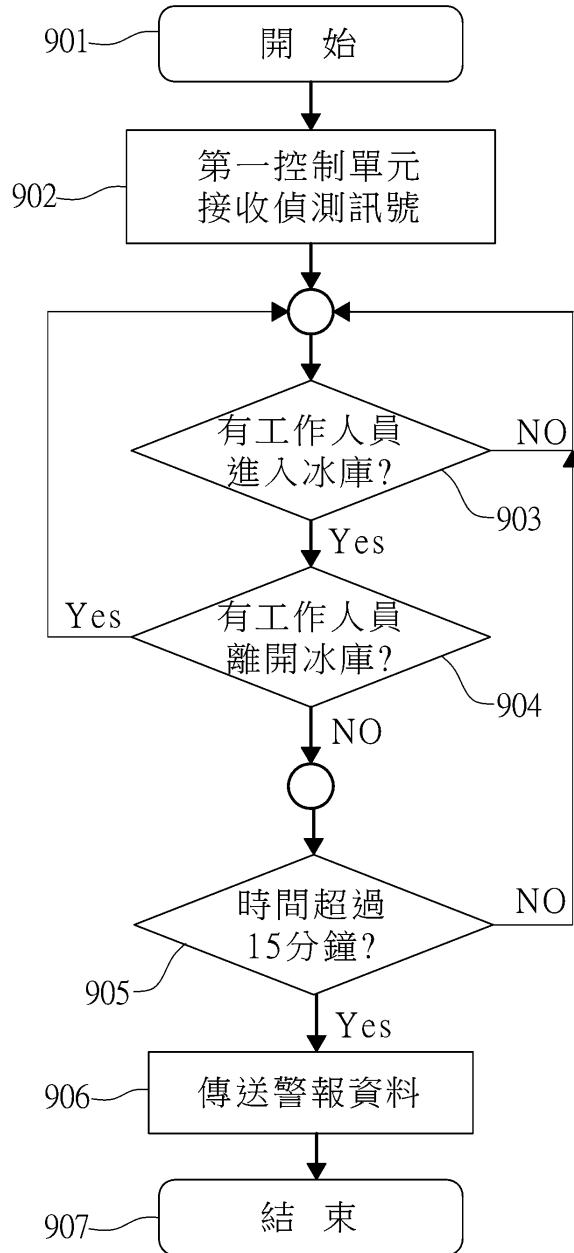 901
開 始
902
第一控制單元
接收偵測訊號
有工作人員
進入冰庫?
NO
903
Yes
Yes
有工作人員
離開冰庫?
904
NO
時間超過
15分鐘?
NO
905
Yes
906
傳送警報資料
907
結 束